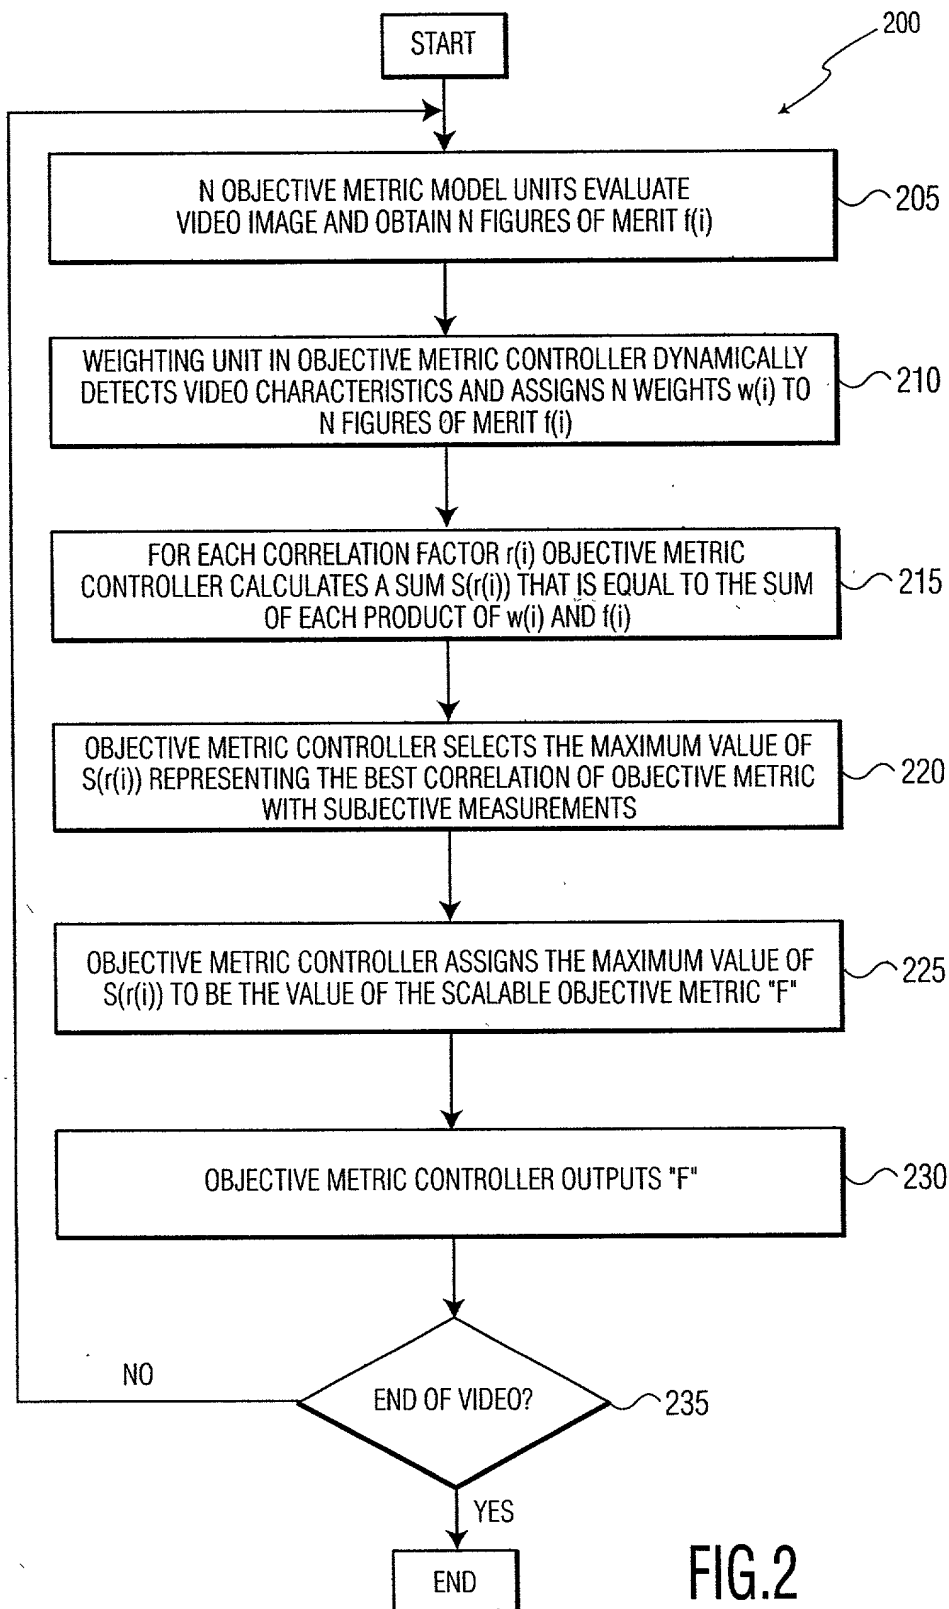 START
200
N OBJECTIVE METRIC MODEL UNITS EVALUATE
VIDEO IMAGE AND OBTAIN N FIGURES OF MERIT f(i)
205
WEIGHTING UNIT IN OBJECTIVE METRIC CONTROLLER DYNAMICALLY
DETECTS VIDEO CHARACTERISTICS AND ASSIGNS N WEIGHTS w(i) TO
N FIGURES OF MERIT f(i)
210
FOR EACH CORRELATION FACTOR r(i) OBJECTIVE METRIC
CONTROLLER CALCULATES A SUM S(r(i)) THAT IS EQUAL TO THE SUM
OF EACH PRODUCT OF w(i) AND f(i)
215
OBJECTIVE METRIC CONTROLLER SELECTS THE MAXIMUM VALUE OF
S(r(i)) REPRESENTING THE BEST CORRELATION OF OBJECTIVE METRIC
WITH SUBJECTIVE MEASUREMENTS
220
OBJECTIVE METRIC CONTROLLER ASSIGNS THE MAXIMUM VALUE OF
S(r(i)) TO BE THE VALUE OF THE SCALABLE OBJECTIVE METRIC "F"
225
OBJECTIVE METRIC CONTROLLER OUTPUTS "F"
230
NO
END OF VIDEO?
235
YES
END
FIG.2